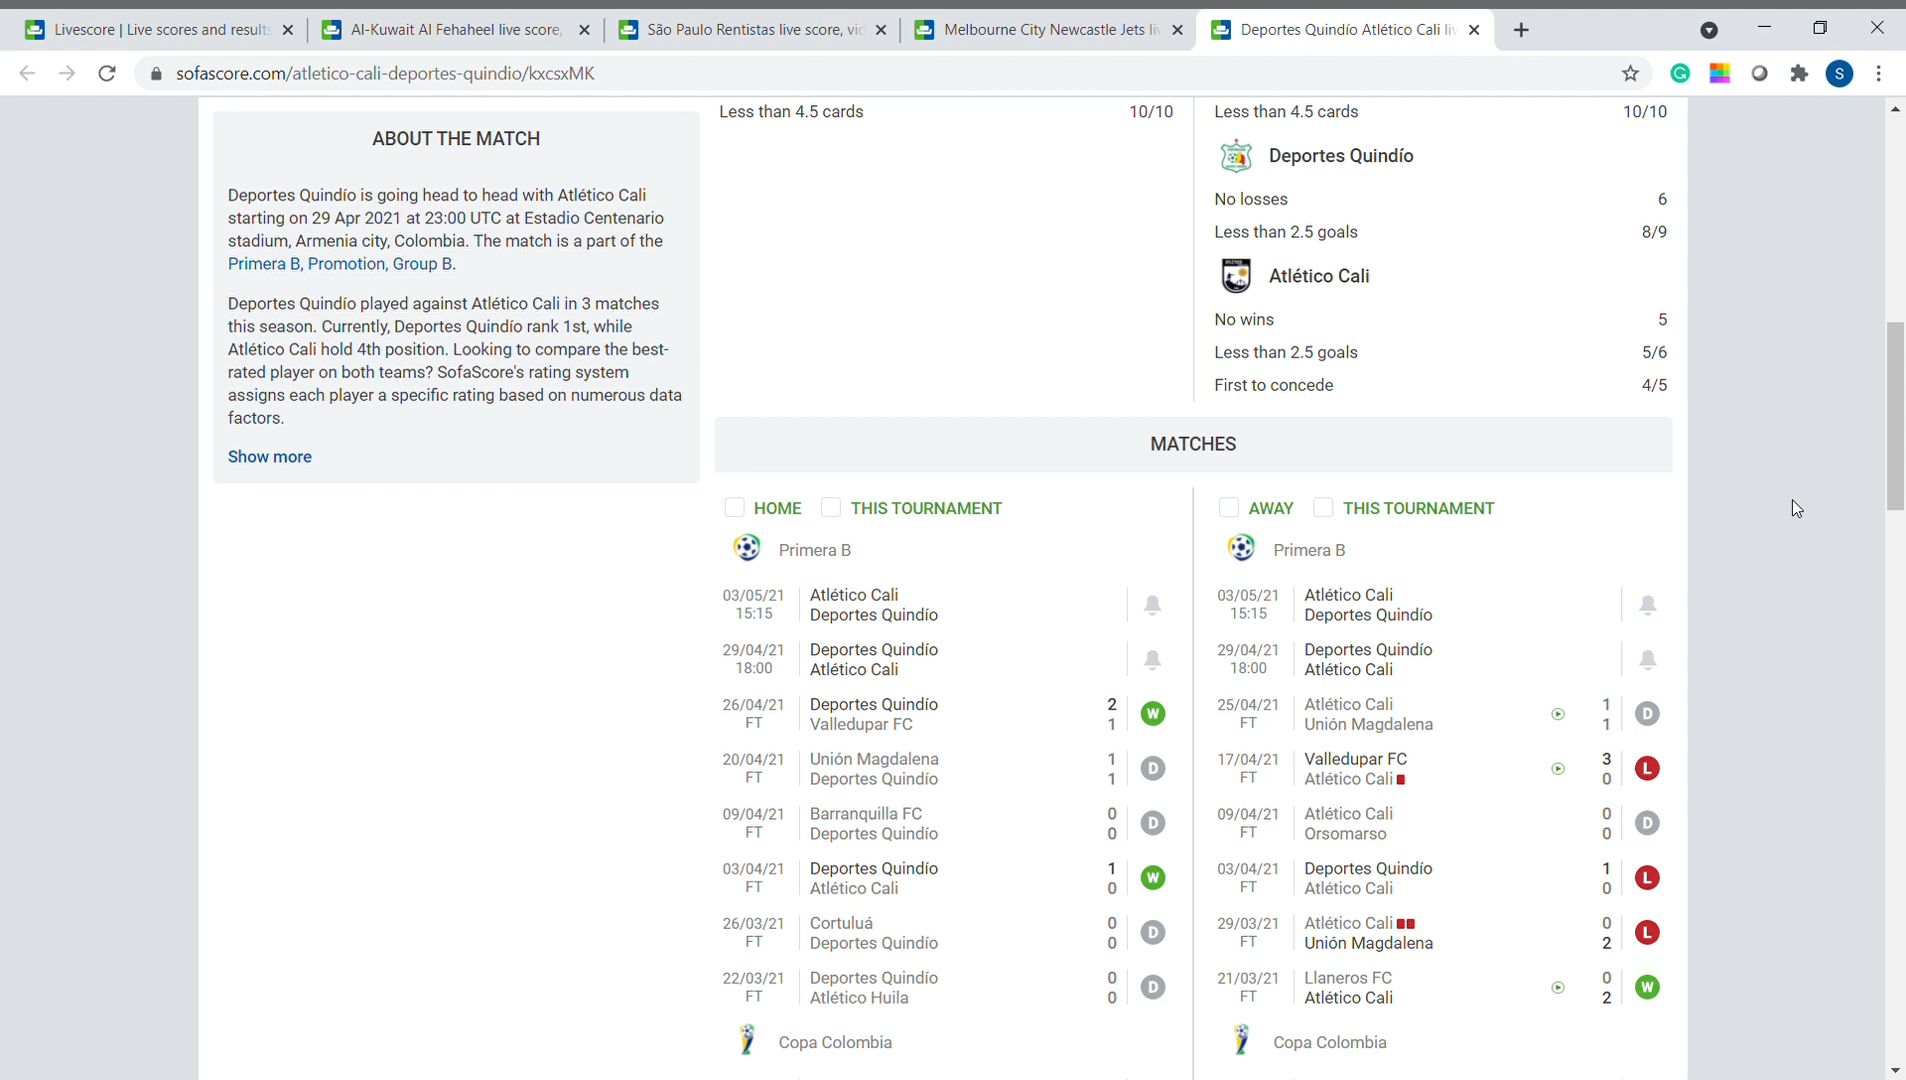 Livescore | Live scores and results
Al-Kuwait Al Fehaheel live score,
São Paulo Rentistas live score, vid
Melbourne City Newcastle Jets li
Deportes Quindío Atlético Cali liv
sofascore.com/atletico-cali-deportes-quindio/kxcsxMK
S
ABOUT THE MATCH
Deportes Quindío is going head to head with Atlético Cali
starting on 29 Apr 2021 at 23:00 UTC at Estadio Centenario
stadium, Armenia city, Colombia. The match is a part of the
Primera B, Promotion, Group B.
Deportes Quindío played against Atlético Cali in 3 matches
this season. Currently, Deportes Quindío rank 1st, while
Atlético Cali hold 4th position. Looking to compare the best-
rated player on both teams? SofaScore's rating system
assigns each player a specific rating based on numerous data
factors.
Show more
Less than 4.5 cards 10/10
Less than 4.5 cards 10/10
Deportes Quindío
No losses 6
Less than 2.5 goals 8/9
Atlético Cali
No wins 5
Less than 2.5 goals 5/6
First to concede 4/5
MATCHES
HOME THIS TOURNAMENT
Primera B
03/05/21 Atlético Cali
15:15 Deportes Quindío
29/04/21 Deportes Quindío
18:00 Atlético Cali
26/04/21 Deportes Quindío 2 W
FT Valledupar FC 1
20/04/21 Unión Magdalena 1 D
FT Deportes Quindío 1
09/04/21 Barranquilla FC 0 D
FT Deportes Quindío 0
03/04/21 Deportes Quindío 1 W
FT Atlético Cali 0
26/03/21 Cortuluá 0 D
FT Deportes Quindío 0
22/03/21 Deportes Quindío 0 D
FT Atlético Huila 0
Copa Colombia
AWAY THIS TOURNAMENT
Primera B
03/05/21 Atlético Cali
15:15 Deportes Quindío
29/04/21 Deportes Quindío
18:00 Atlético Cali
25/04/21 Atlético Cali 1 D
FT Unión Magdalena 1
17/04/21 Valledupar FC 3 L
FT Atlético Cali 0
09/04/21 Atlético Cali 0 D
FT Orsomarso 0
03/04/21 Deportes Quindío 1 L
FT Atlético Cali 0
29/03/21 Atlético Cali 0 L
FT Unión Magdalena 2
21/03/21 Llaneros FC 0 W
FT Atlético Cali 2
Copa Colombia